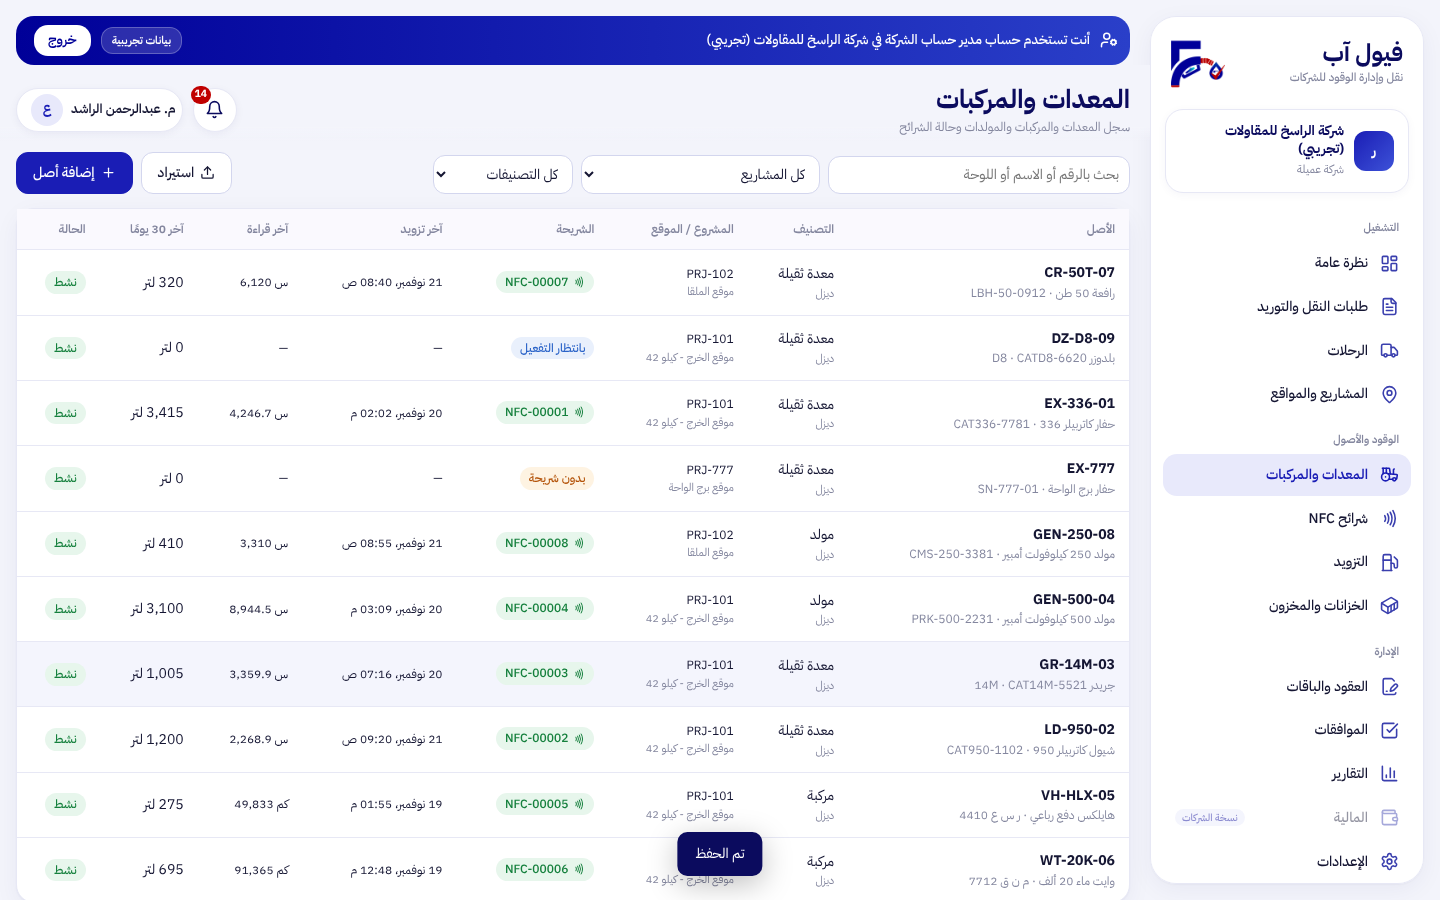 أنت تستخدم حساب مدير حساب الشركة في شركة الراسخ للمقاولات (تجريبي)
بيانات تجريبية
خروج
فيول آب
نقل وإدارة الوقود للشركات
شركة الراسخ للمقاولات (تجريبي)
شركة عميلة
ر
التشغيل
نظرة عامة
طلبات النقل والتوريد
الرحلات
المشاريع والمواقع
الوقود والأصول
المعدات والمركبات
شرائح NFC
التزويد
الخزانات والمخزون
الإدارة
العقود والباقات
الموافقات
التقارير
المالية
نسخة الشركات
الإعدادات
المعدات والمركبات
سجل المعدات والمركبات والمولدات وحالة الشرائح
14
م. عبدالرحمن الراشد
ع
بحث بالرقم أو الاسم أو اللوحة
كل المشاريع
كل التصنيفات
استيراد
إضافة أصل
الأصل التصنيف المشروع / الموقع الشريحة آخر تزويد آخر قراءة آخر 30 يومًا الحالة
CR-50T-07 معدة ثقيلة PRJ-102 NFC-00007 21 نوفمبر، 08:40 ص 6,120 س 320 لتر نشط
رافعة 50 طن · LBH-50-0912 ديزل موقع الملقا
DZ-D8-09 معدة ثقيلة PRJ-101 بانتظار التفعيل — — 0 لتر نشط
بلدوزر D8 · CATD8-6620 ديزل موقع الخرج - كيلو 42
EX-336-01 معدة ثقيلة PRJ-101 NFC-00001 20 نوفمبر، 02:02 م 4,246.7 س 3,415 لتر نشط
حفار كاتربيلر 336 · CAT336-7781 ديزل موقع الخرج - كيلو 42
EX-777 معدة ثقيلة PRJ-777 بدون شريحة — — 0 لتر نشط
حفار برج الواحة · SN-777-01 ديزل موقع برج الواحة
GEN-250-08 مولد PRJ-102 NFC-00008 21 نوفمبر، 08:55 ص 3,310 س 410 لتر نشط
مولد 250 كيلوفولت أمبير · CMS-250-3381 ديزل موقع الملقا
GEN-500-04 مولد PRJ-101 NFC-00004 20 نوفمبر، 03:09 م 8,944.5 س 3,100 لتر نشط
مولد 500 كيلوفولت أمبير · PRK-500-2231 ديزل موقع الخرج - كيلو 42
GR-14M-03 معدة ثقيلة PRJ-101 NFC-00003 20 نوفمبر، 07:16 ص 3,359.9 س 1,005 لتر نشط
جريدر 14M · CAT14M-5521 ديزل موقع الخرج - كيلو 42
LD-950-02 معدة ثقيلة PRJ-101 NFC-00002 21 نوفمبر، 09:20 ص 2,268.9 س 1,200 لتر نشط
شيول كاتربيلر 950 · CAT950-1102 ديزل موقع الخرج - كيلو 42
VH-HLX-05 مركبة PRJ-101 NFC-00005 19 نوفمبر، 01:55 م 49,833 كم 275 لتر نشط
هايلكس دفع رباعي · ر س ع 4410 ديزل موقع الخرج - كيلو 42
WT-20K-06 مركبة NFC-00006 19 نوفمبر، 12:48 م 91,365 كم 695 لتر نشط
وايت ماء 20 ألف · م ن ق 7712 ديزل موقع الخرج - كيلو 42
تم الحفظ